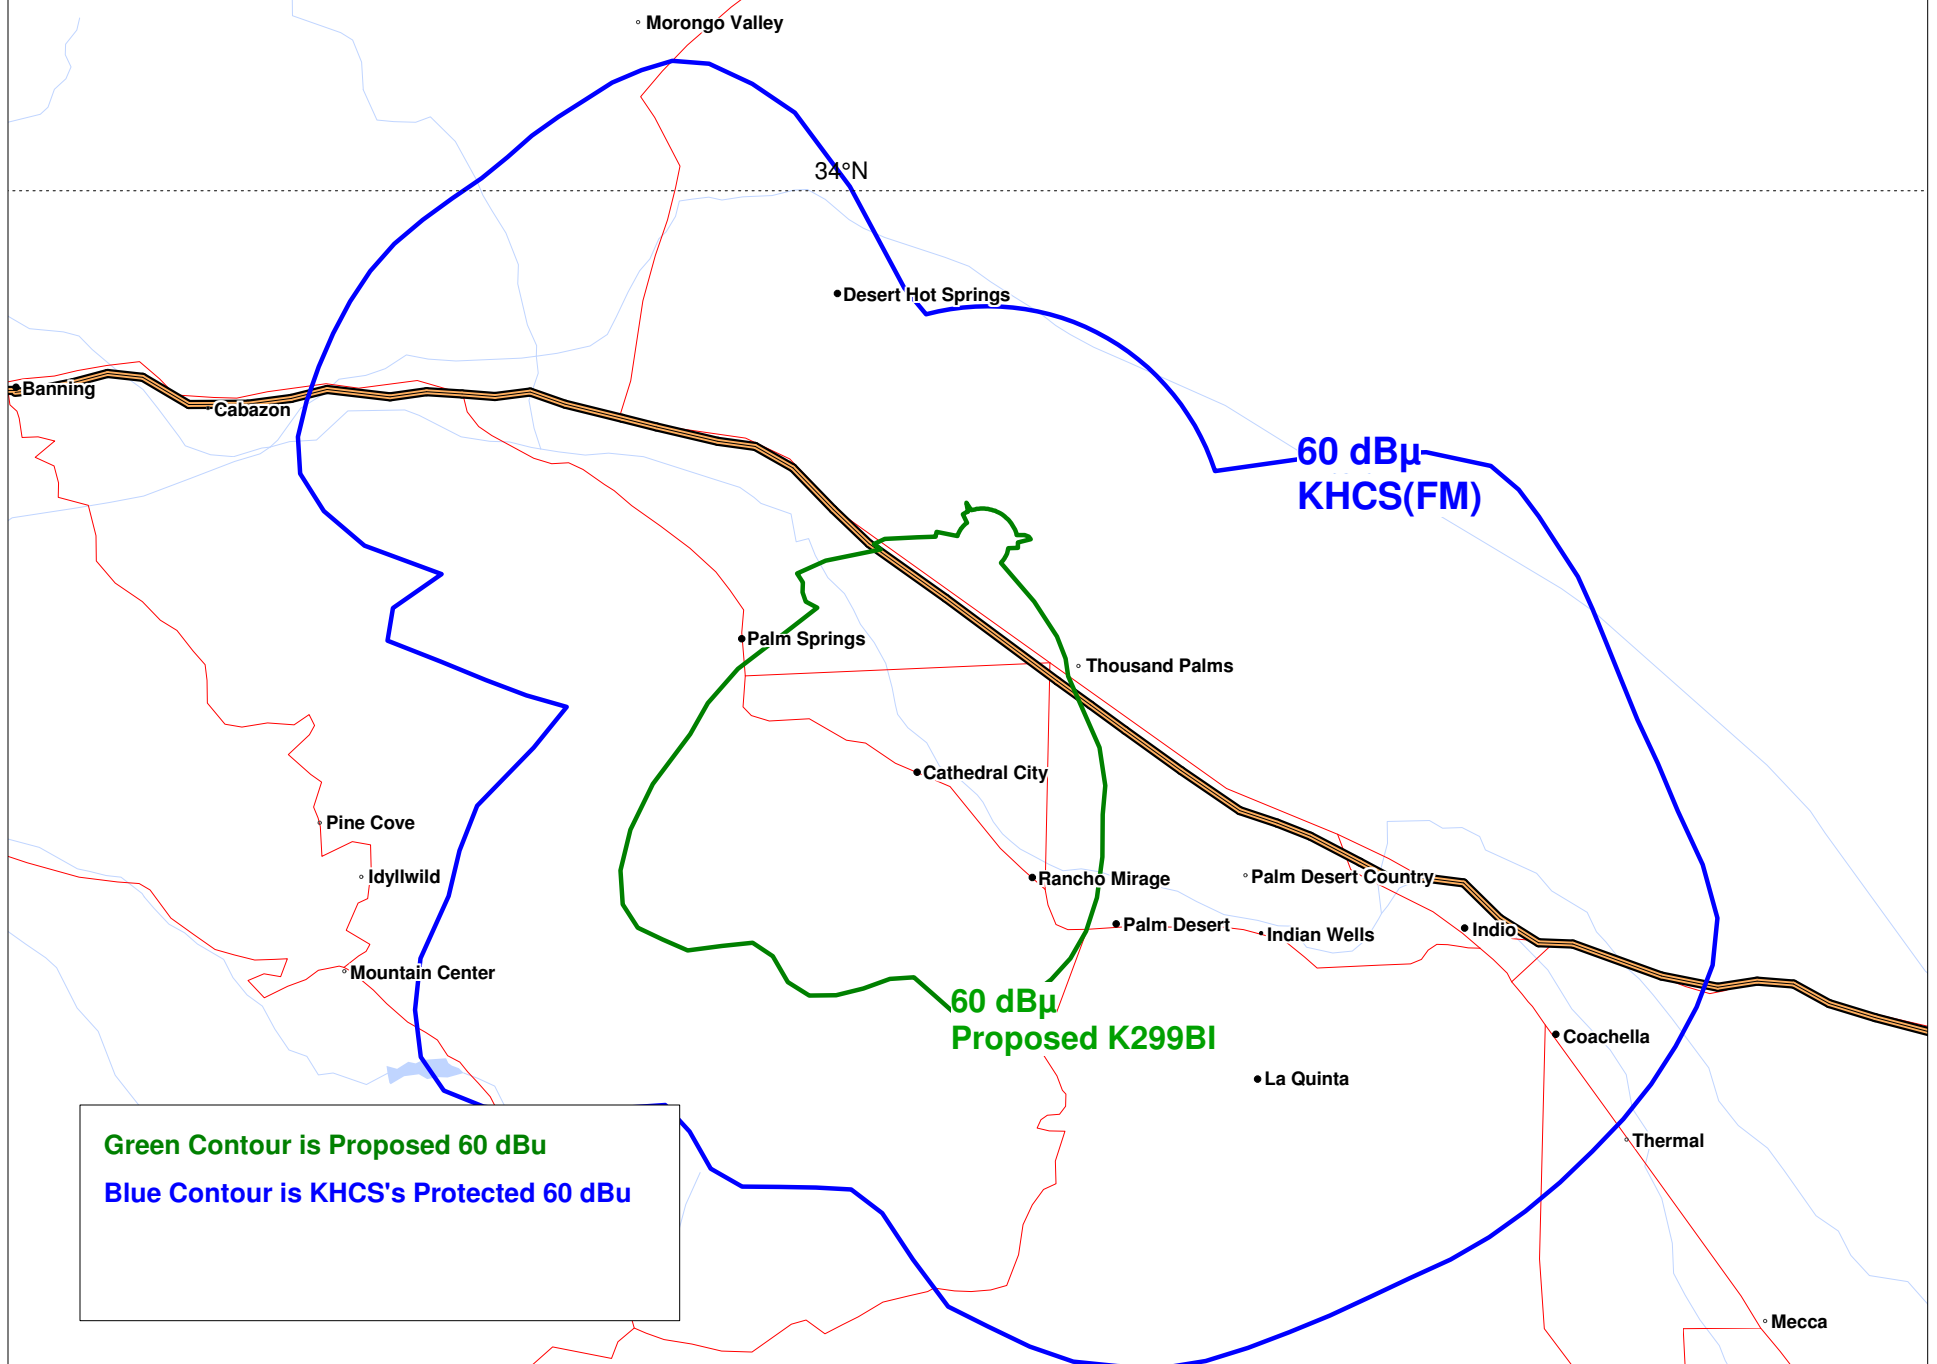 Morongo Valley
34°N
Desert Hot Springs
Banning
Cabazon
60 dBµ
KHCS(FM)
Palm Springs
Thousand Palms
Cathedral City
Pine Cove
Idyllwild
Rancho Mirage
Palm Desert Country
Palm Desert
Indian Wells
Indio
Mountain Center
60 dBµ
Proposed K299BI
Coachella
La Quinta
Thermal
Green Contour is Proposed 60 dBu
Blue Contour is KHCS's Protected 60 dBu
Mecca